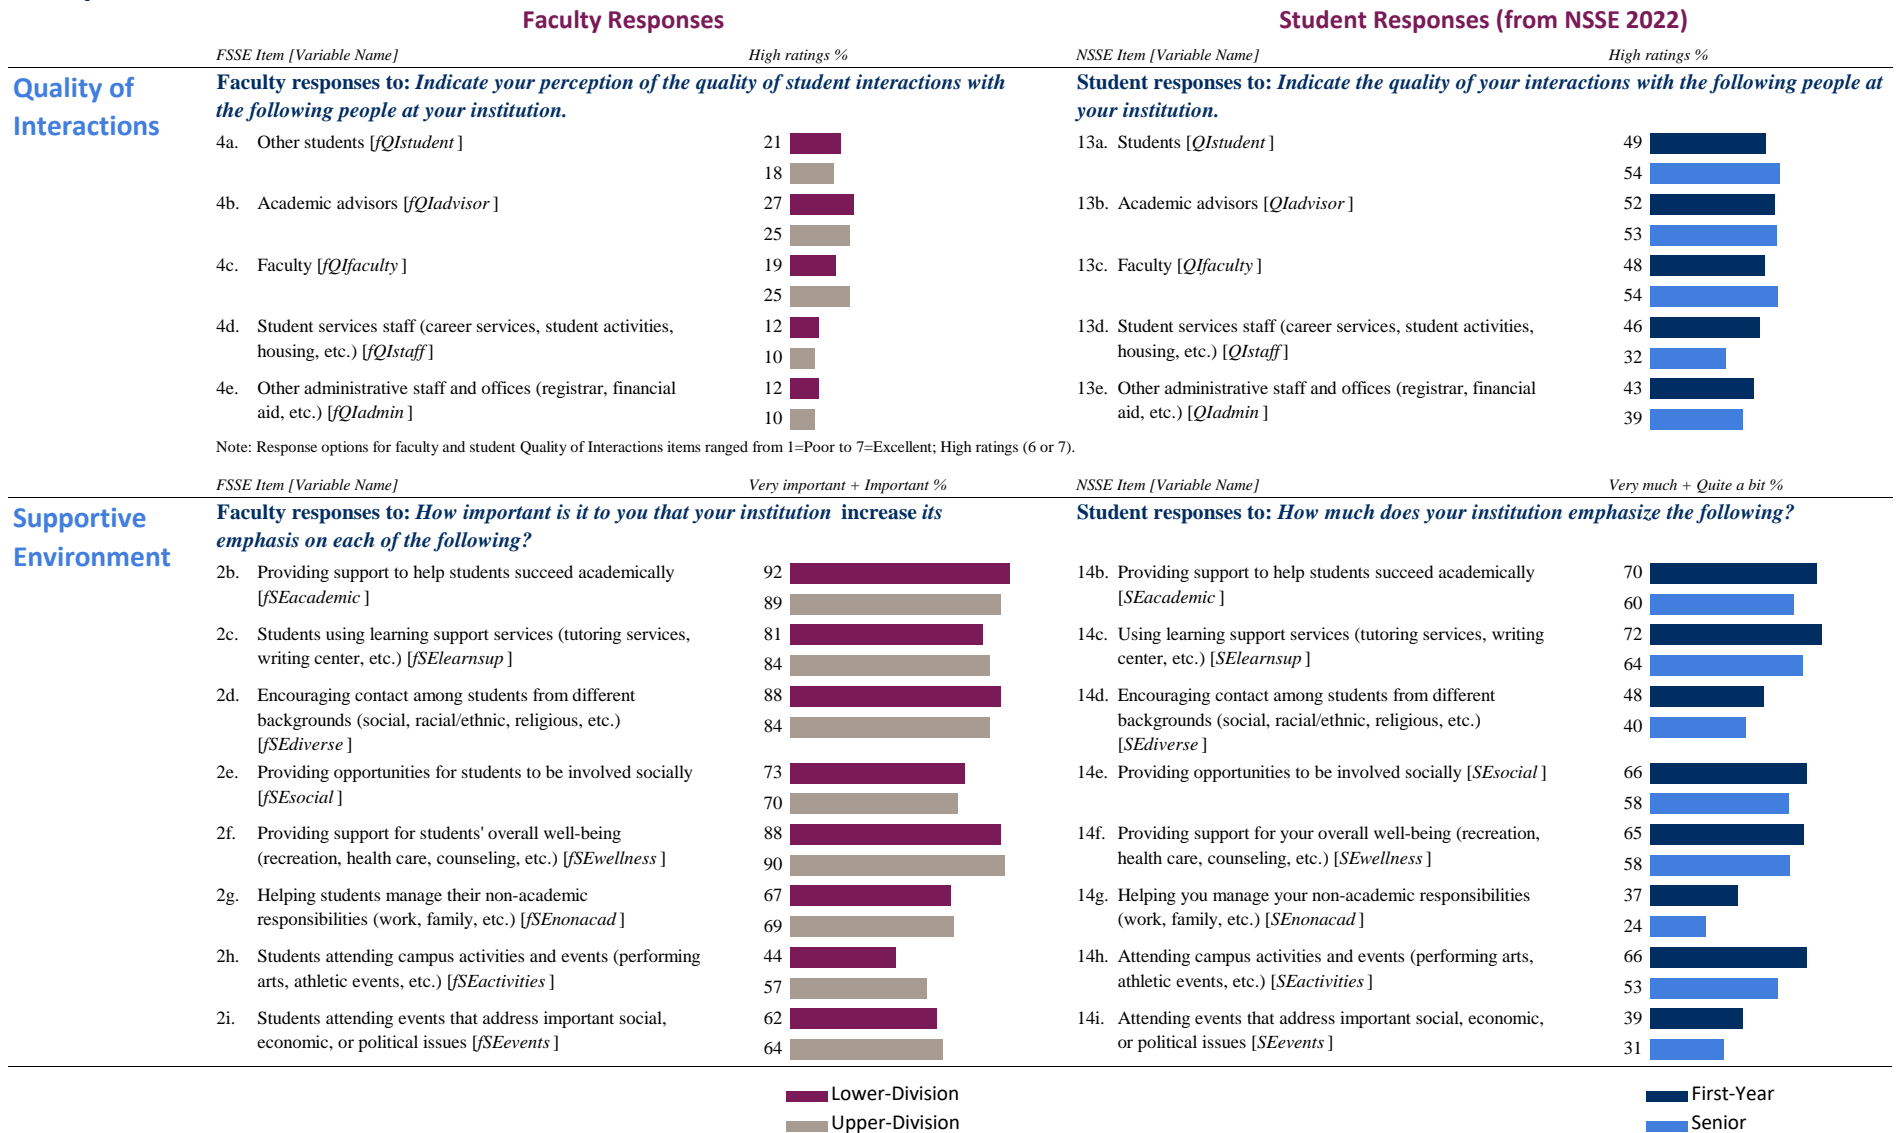 Faculty Responses
Student Responses (from NSSE 2022)
FSSE Item [Variable Name]
High ratings %
NSSE Item [Variable Name]
High ratings %
Quality of
Interactions
Faculty responses to: Indicate your perception of the quality of student interactions with
the following people at your institution.
Student responses to: Indicate the quality of your interactions with the following people at
your institution.
4a. Other students [fQIstudent ]
21
18
13a. Students [QIstudent ]
49
54
4b. Academic advisors [fQIadvisor ]
27
25
13b. Academic advisors [QIadvisor ]
52
53
4c. Faculty [fQIfaculty ]
19
25
13c. Faculty [QIfaculty ]
48
54
4d. Student services staff (career services, student activities,
housing, etc.) [fQIstaff ]
12
10
13d. Student services staff (career services, student activities,
housing, etc.) [QIstaff ]
46
32
4e. Other administrative staff and offices (registrar, financial
aid, etc.) [fQIadmin ]
12
10
13e. Other administrative staff and offices (registrar, financial
aid, etc.) [QIadmin ]
43
39
Note: Response options for faculty and student Quality of Interactions items ranged from 1=Poor to 7=Excellent; High ratings (6 or 7).
FSSE Item [Variable Name]
Very important + Important %
NSSE Item [Variable Name]
Very much + Quite a bit %
Supportive
Environment
Faculty responses to: How important is it to you that your institution increase its
emphasis on each of the following?
Student responses to: How much does your institution emphasize the following?
2b. Providing support to help students succeed academically
[fSEacademic ]
92
89
14b. Providing support to help students succeed academically
[SEacademic ]
70
60
2c. Students using learning support services (tutoring services,
writing center, etc.) [fSElearnsup ]
81
84
14c. Using learning support services (tutoring services, writing
center, etc.) [SElearnsup ]
72
64
2d. Encouraging contact among students from different
backgrounds (social, racial/ethnic, religious, etc.)
[fSEdiverse ]
88
84
14d. Encouraging contact among students from different
backgrounds (social, racial/ethnic, religious, etc.)
[SEdiverse ]
48
40
2e. Providing opportunities for students to be involved socially
[fSEsocial ]
73
70
14e. Providing opportunities to be involved socially [SEsocial ]
66
58
2f. Providing support for students' overall well-being
(recreation, health care, counseling, etc.) [fSEwellness ]
88
90
14f. Providing support for your overall well-being (recreation,
health care, counseling, etc.) [SEwellness ]
65
58
2g. Helping students manage their non-academic
responsibilities (work, family, etc.) [fSEnonacad ]
67
69
14g. Helping you manage your non-academic responsibilities
(work, family, etc.) [SEnonacad ]
37
24
2h. Students attending campus activities and events (performing
arts, athletic events, etc.) [fSEactivities ]
44
57
14h. Attending campus activities and events (performing arts,
athletic events, etc.) [SEactivities ]
66
53
2i. Students attending events that address important social,
economic, or political issues [fSEevents ]
62
64
14i. Attending events that address important social, economic,
or political issues [SEevents ]
39
31
Lower-Division
Upper-Division
First-Year
Senior